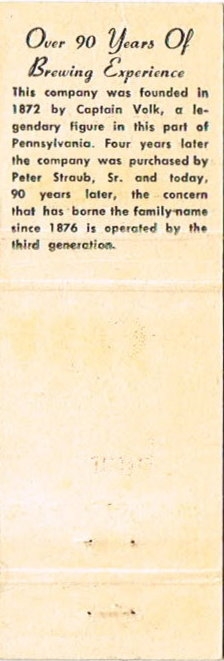 Over 90 Years Of
Brewing Experience
This company was founded in
1872 by Captain Volk, a le-
gendary figure in this part of
Pennsylvania. Four years later
the company was purchased by
Peter Straub, Sr. and today,
90 years later, the concern
that has borne the family-name
since 1876 is operated by the
third generation.